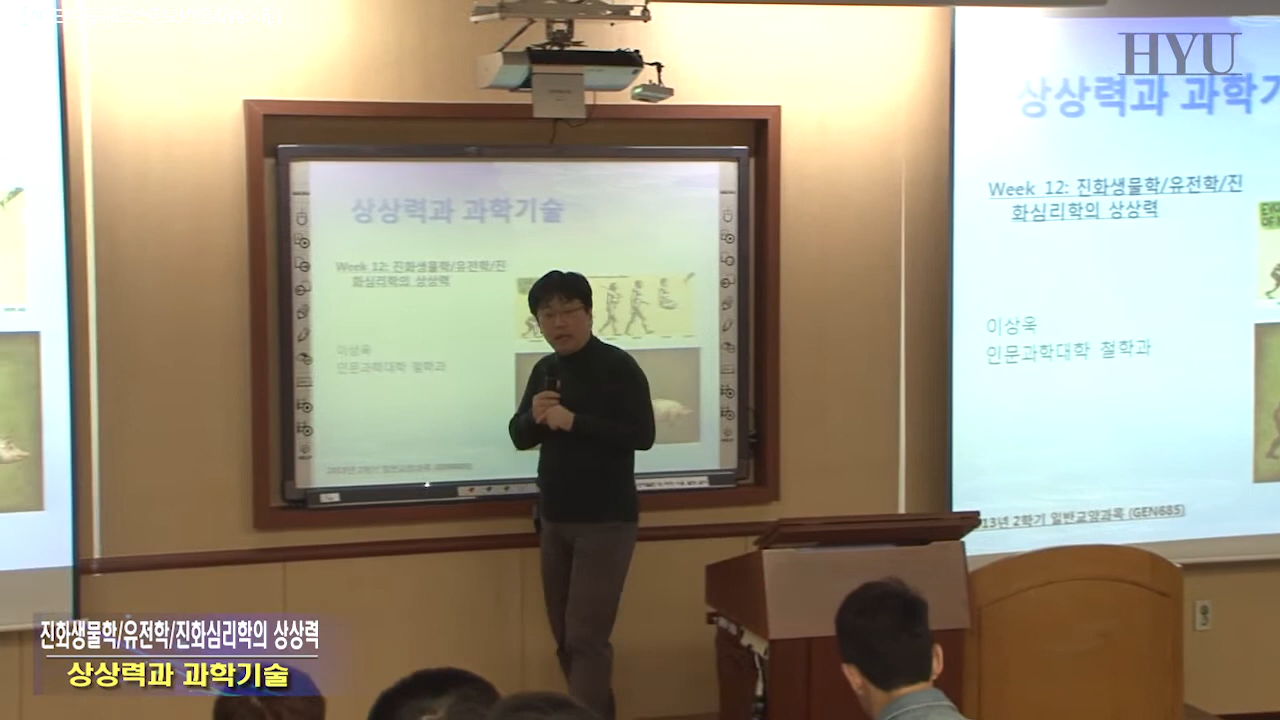 HYU
상상력과 과학기술
Week 12: 진화생물학/유전학/진
화심리학의 상상력
이상욱
인문과학대학 철학과
상상력과 과학기
Week 12: 진화생물학/유전학/진
화심리학의 상상력
이상욱
인문과학대학 철학과
13년 2학기 일반교양과목 (GEN685)
진화생물학/유전학/진화심리학의 상상력
상상력과 과학기술